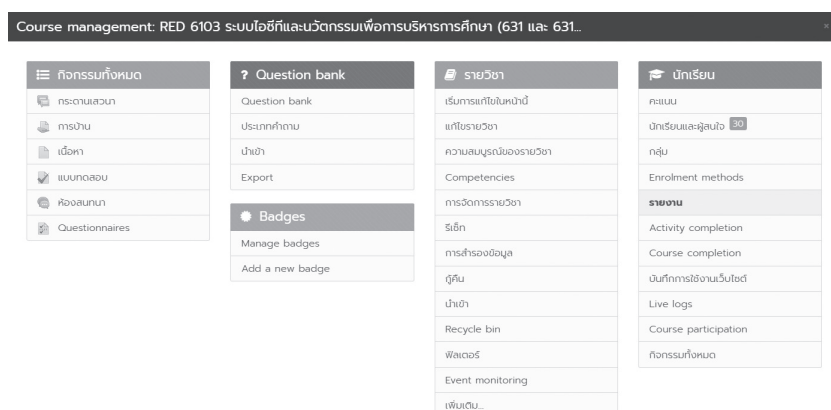 Course management: RED 6103 ระบบไอซีทีและนวัตกรรมเพื่อการบริหารการศึกษา (631 และ 631...
×
กิจกรรมทั้งหมด
กระดานเสวนา
การบ้าน
เนื้อหา
แบบทดสอบ
ห้องสนทนา
Questionnaires
? Question bank
Question bank
ประเภทคำถาม
นำเข้า
Export
Badges
Manage badges
Add a new badge
รายวิชา
เริ่มการแก้ไขในหน้านี้
แก้ไขรายวิชา
ความสมบูรณ์ของรายวิชา
Competencies
การจัดการรายวิชา
รีเซ็ท
การสำรองข้อมูล
กู้คืน
นำเข้า
Recycle bin
ฟิลเตอร์
Event monitoring
เพิ่มเติม...
นักเรียน
คะแนน
นักเรียนและผู้สนใจ 30
กลุ่ม
Enrolment methods
รายงาน
Activity completion
Course completion
บันทึกการใช้งานเว็บไซต์
Live logs
Course participation
กิจกรรมทั้งหมด